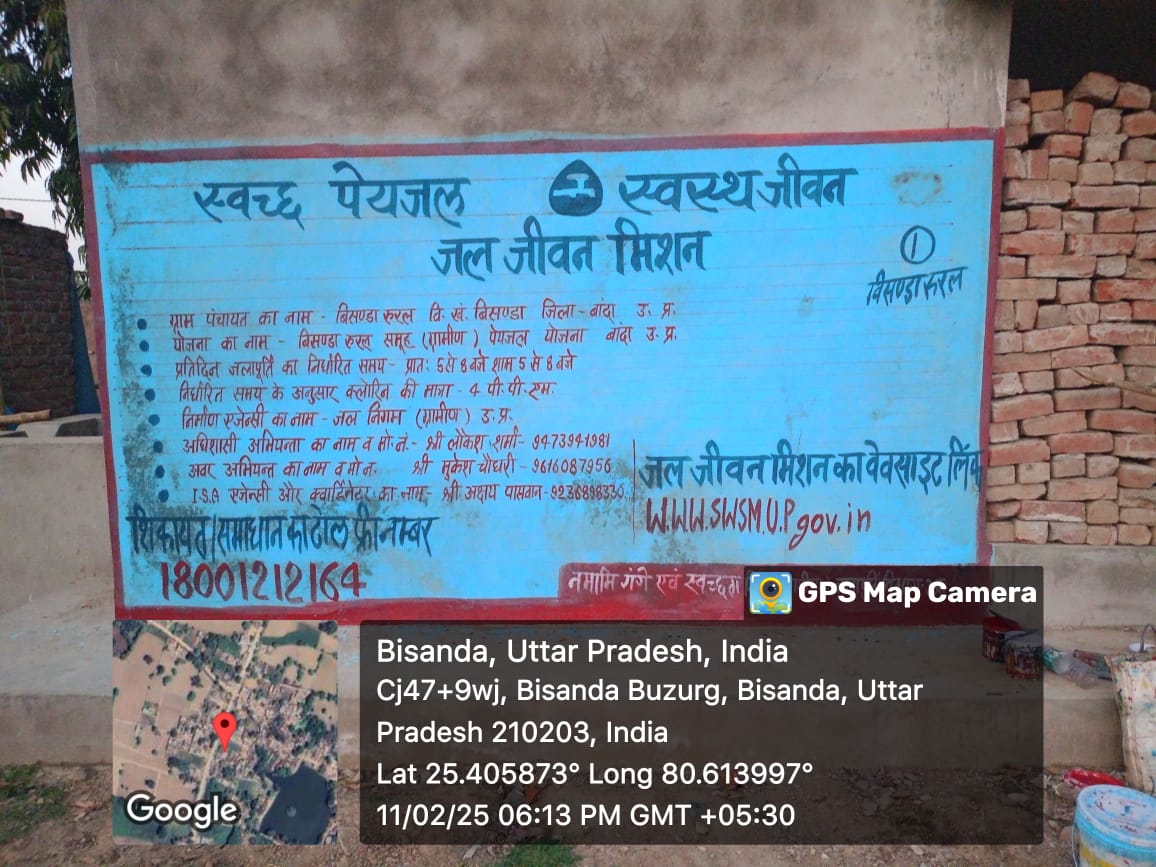 स्वच्छ पेयजल स्वस्थ जीवन
जल जीवन मिशन
1
बिसण्डा रुरल
ग्राम पंचायत का नाम - बिसण्डा रुरल वि. खं. बिसण्डा जिला - बांदा उ. प्र.
योजना का नाम - बिसण्डा रुरल समूह (ग्रामीण) पेयजल योजना बांदा उ. प्र.
प्रतिदिन जलापूर्ति का निर्धारित समय - प्रातः 5 से 8 बजे शाम 5 से 8 बजे
निर्धारित समय के अनुसार क्लोरिन की मात्रा - 4 पी.पी.एम.
निर्माण एजेन्सी का नाम - जल निगम (ग्रामीण) उ. प्र.
अधिशासी अभियन्ता का नाम व मो.नं. - श्री लोकेश शर्मा - 9473941981
अवर अभियन्त का नाम व मो.न. श्री मुकेश चौधरी - 9616087956
I.S.A एजेन्सी और क्वार्डिनेटर का नाम - श्री अक्षय पासवान - 9236898330
जल जीवन मिशन का वेवसाइट लिंक
W.W.W.SWSM.U.P gov.in
शिकायत/समाधान का टोल फ्री नम्बर
18001212164
नमामि गंगे एवं स्वच्छता
GPS Map Camera
Bisanda, Uttar Pradesh, India
Cj47+9wj, Bisanda Buzurg, Bisanda, Uttar
Pradesh 210203, India
Lat 25.405873° Long 80.613997°
11/02/25 06:13 PM GMT +05:30
Google